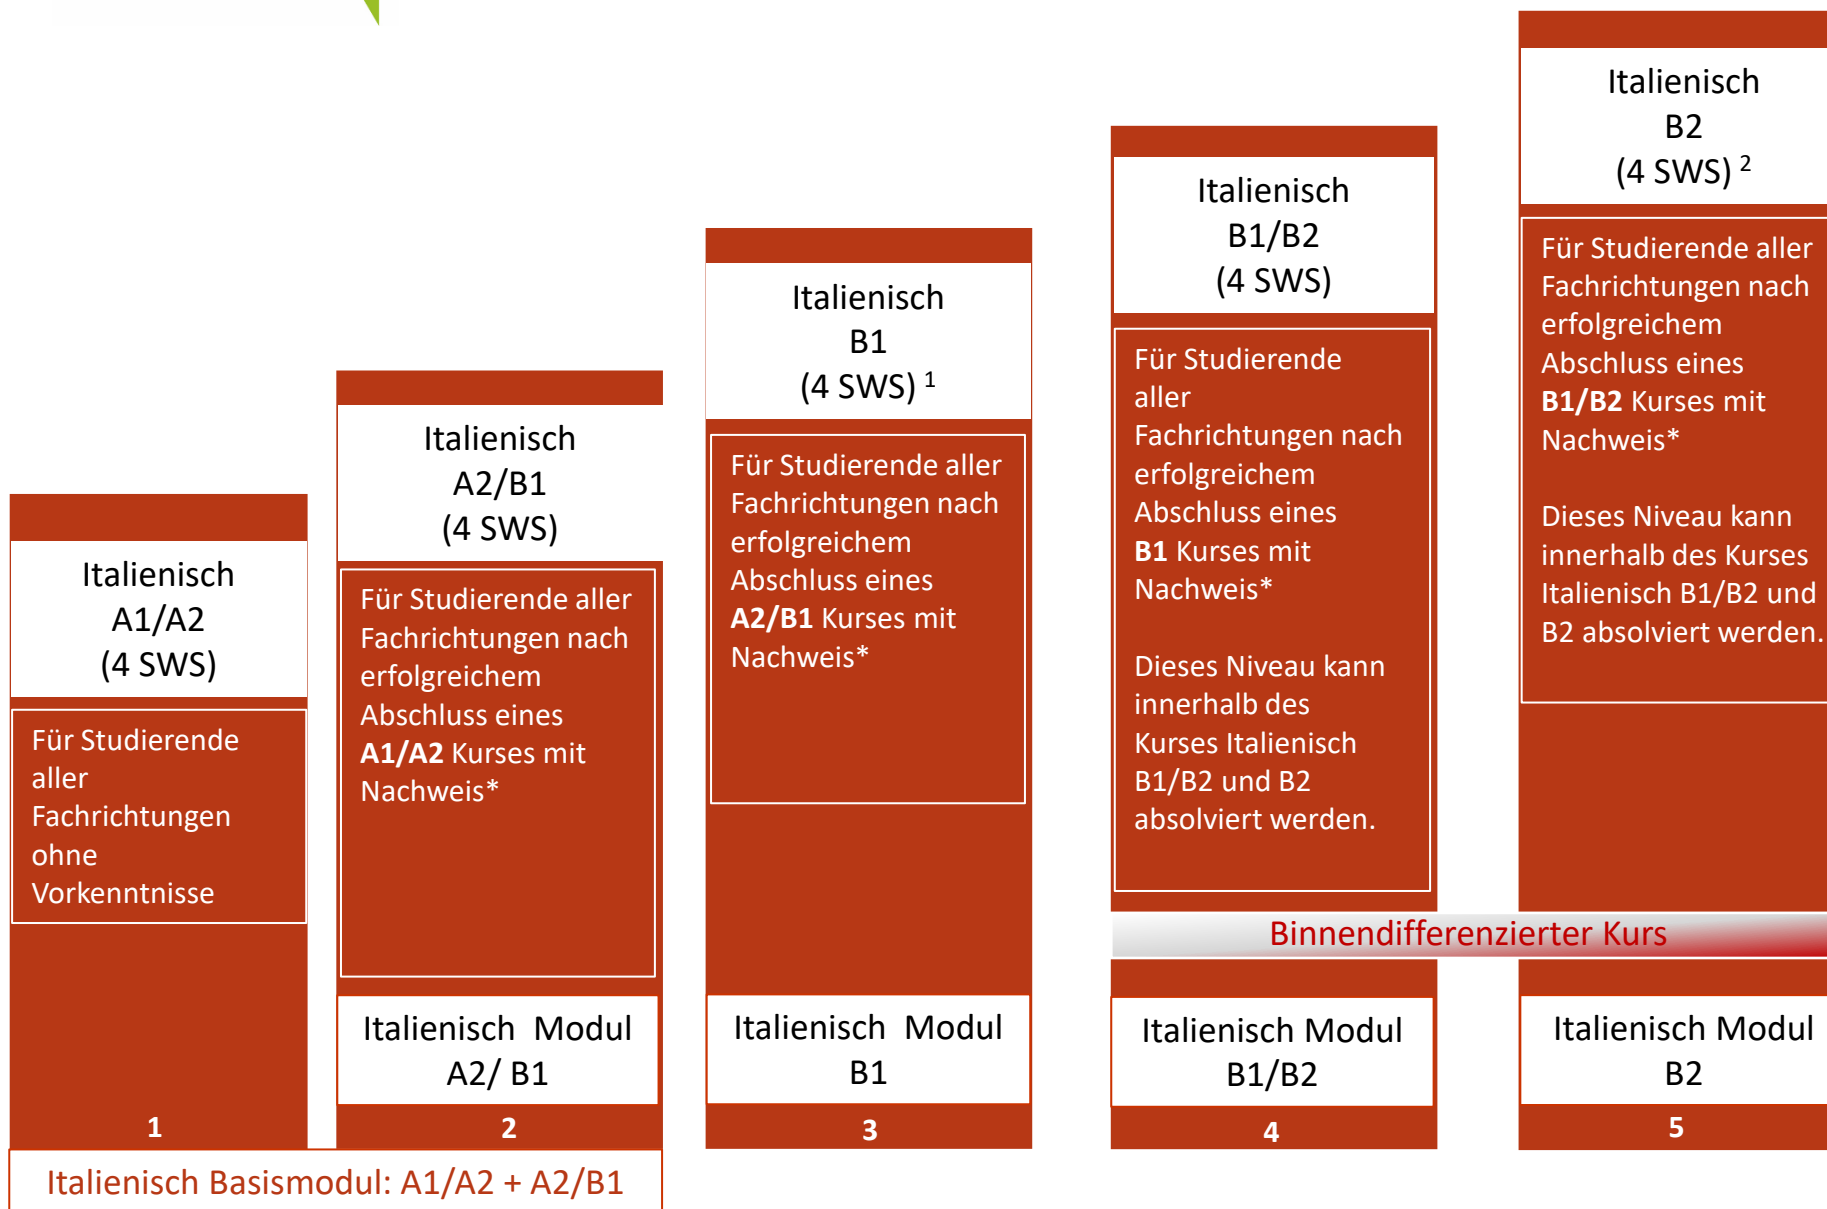 Italienisch
A1/A2
(4 SWS)
Für Studierende
aller
Fachrichtungen
ohne
Vorkenntnisse
1
Italienisch
A2/B1
(4 SWS)
Für Studierende aller
Fachrichtungen nach
erfolgreichem
Abschluss eines
A1/A2 Kurses mit
Nachweis*
Italienisch  Modul
A2/ B1
2
Italienisch Basismodul: A1/A2 + A2/B1
Italienisch
B1
(4 SWS) 1
Für Studierende aller
Fachrichtungen nach
erfolgreichem
Abschluss eines
A2/B1 Kurses mit
Nachweis*
Italienisch  Modul
B1
3
Italienisch
B1/B2
(4 SWS)
Für Studierende
aller
Fachrichtungen nach
erfolgreichem
Abschluss eines
B1 Kurses mit
Nachweis*
Dieses Niveau kann
innerhalb des
Kurses Italienisch
B1/B2 und B2
absolviert werden.
Binnendifferenzierter Kurs
Italienisch Modul
B1/B2
4
Italienisch
B2
(4 SWS) 2
Für Studierende aller
Fachrichtungen nach
erfolgreichem
Abschluss eines
B1/B2 Kurses mit
Nachweis*
Dieses Niveau kann
innerhalb des Kurses
Italienisch B1/B2 und
B2 absolviert werden.
Italienisch Modul
B2
5